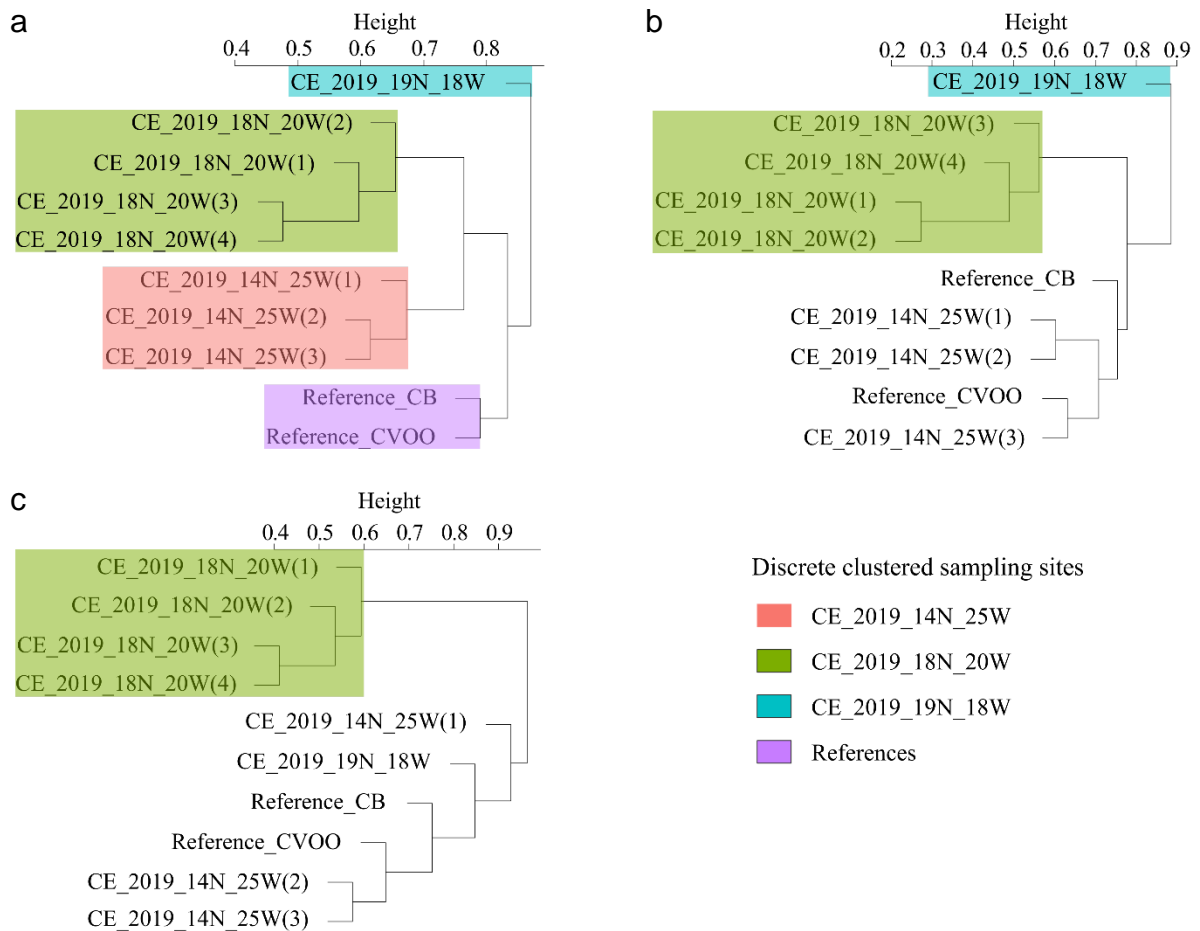 a
Height
0.4 0.5 0.6 0.7 0.8
CE_2019_19N_18W
CE_2019_18N_20W(2)
CE_2019_18N_20W(1)
CE_2019_18N_20W(3)
CE_2019_18N_20W(4)
CE_2019_14N_25W(1)
CE_2019_14N_25W(2)
CE_2019_14N_25W(3)
Reference_CB
Reference_CVOO
b
Height
0.2 0.3 0.4 0.5 0.6 0.7 0.8 0.9
CE_2019_19N_18W
CE_2019_18N_20W(3)
CE_2019_18N_20W(4)
CE_2019_18N_20W(1)
CE_2019_18N_20W(2)
Reference_CB
CE_2019_14N_25W(1)
CE_2019_14N_25W(2)
Reference_CVOO
CE_2019_14N_25W(3)
c
Height
0.4 0.5 0.6 0.7 0.8 0.9
CE_2019_18N_20W(1)
CE_2019_18N_20W(2)
CE_2019_18N_20W(3)
CE_2019_18N_20W(4)
CE_2019_14N_25W(1)
CE_2019_19N_18W
Reference_CB
Reference_CVOO
CE_2019_14N_25W(2)
CE_2019_14N_25W(3)
Discrete clustered sampling sites
CE_2019_14N_25W
CE_2019_18N_20W
CE_2019_19N_18W
References